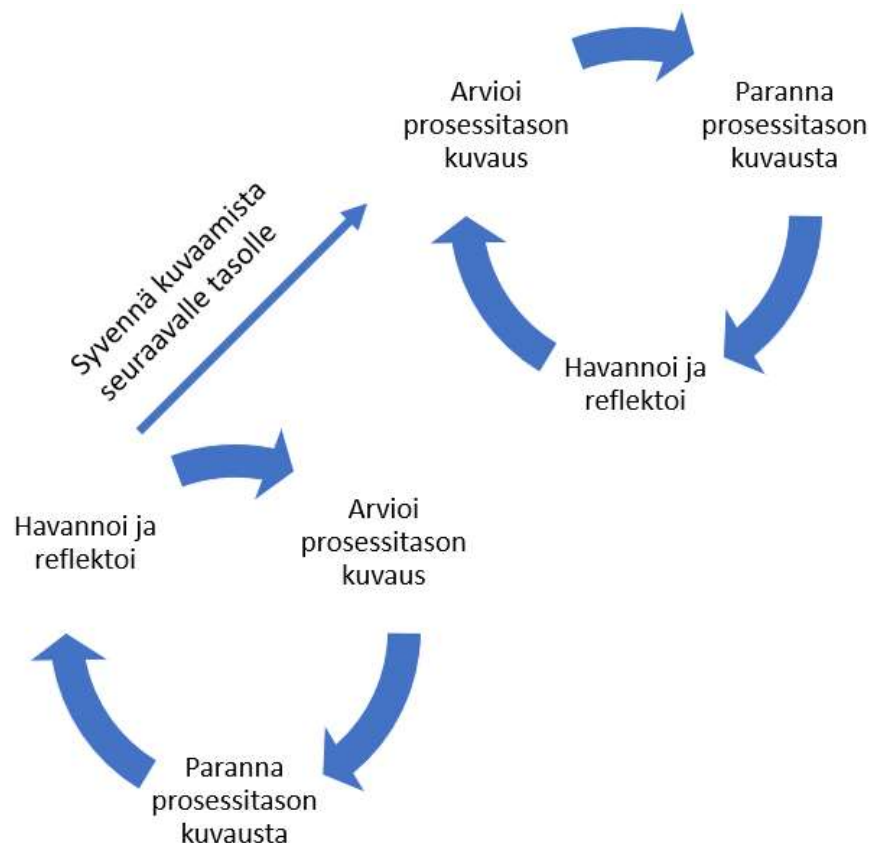 Arvioi
prosessitason
kuvaus
Paranna
prosessitason
kuvausta
Havannoi ja
reflektoi
Syvennä kuvaamista
seuraavalle tasolle
Havannoi ja
reflektoi
Arvioi
prosessitason
kuvaus
Paranna
prosessitason
kuvausta